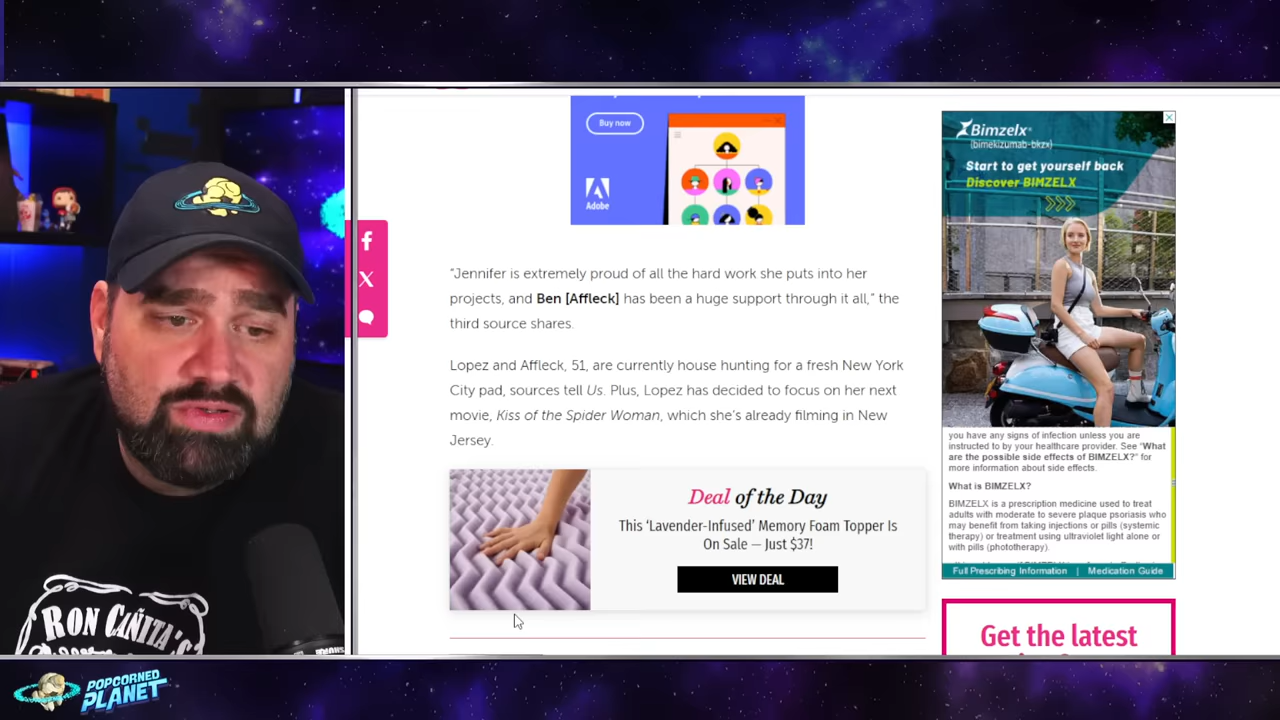 Buy now
Adobe
"Jennifer is extremely proud of all the hard work she puts into her
projects, and Ben [Affleck] has been a huge support through it all," the
third source shares.
Lopez and Affleck, 51, are currently house hunting for a fresh New York
City pad, sources tell Us. Plus, Lopez has decided to focus on her next
movie, Kiss of the Spider Woman, which she's already filming in New
Jersey.
Deal of the Day
This 'Lavender-Infused' Memory Foam Topper Is
On Sale — Just $37!
VIEW DEAL
Bimzelx®
(bimekizumab-bkzx)
Start to get yourself back
Discover BIMZELX
you have any signs of infection unless you are
instructed to by your healthcare provider. See "What
are the possible side effects of BIMZELX?" for
more information about side effects.
What is BIMZELX?
BIMZELX is a prescription medicine used to treat
adults with moderate to severe plaque psoriasis who
may benefit from taking injections or pills (systemic
therapy) or treatment using ultraviolet light alone or
with pills (phototherapy).
Full Prescribing Information | Medication Guide
Get the latest
RON CAÑITA'S
POPCORNED
PLANET